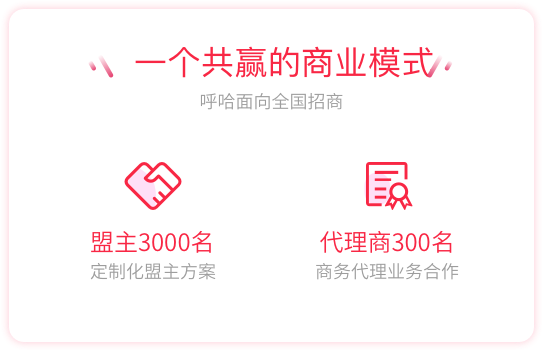 一个共赢的商业模式
呼哈面向全国招商
盟主3000名
定制化盟主方案
代理商300名
商务代理业务合作